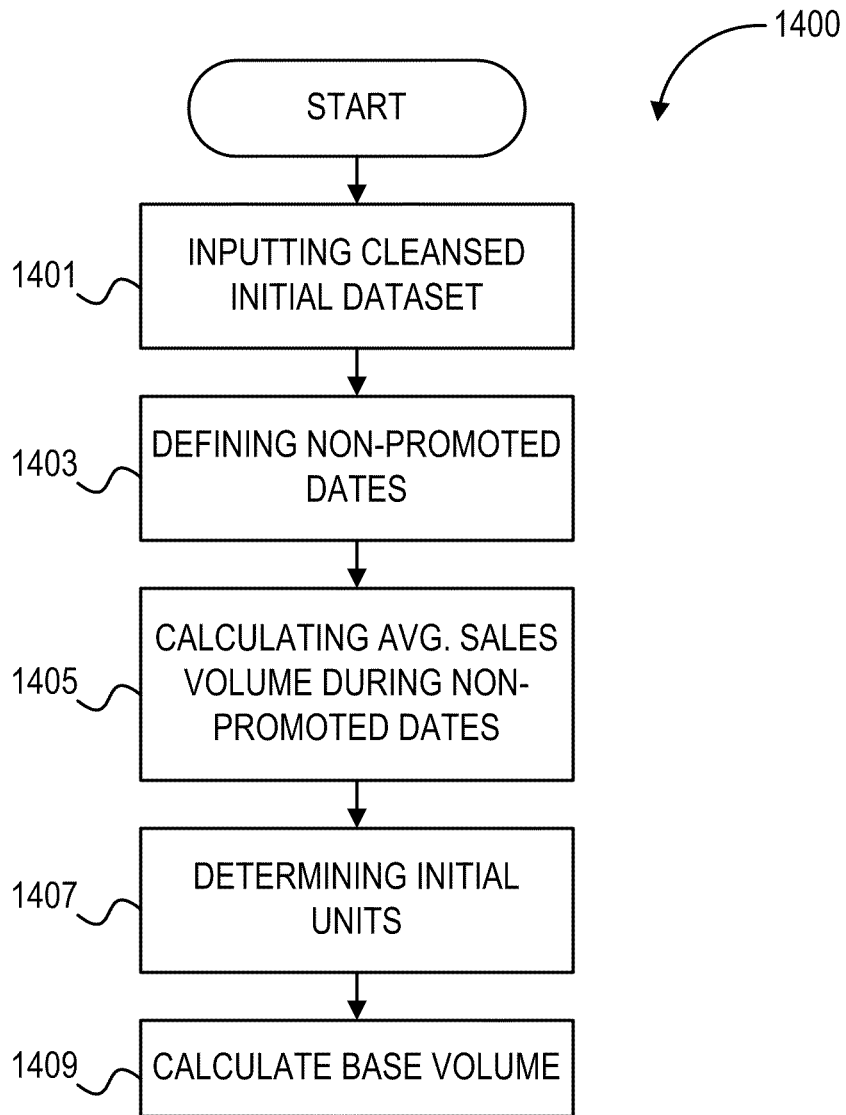 1400
START
1401
INPUTTING CLEANSED
INITIAL DATASET
1403
DEFINING NON-PROMOTED
DATES
1405
CALCULATING AVG. SALES
VOLUME DURING NON-
PROMOTED DATES
1407
DETERMINING INITIAL
UNITS
1409
CALCULATE BASE VOLUME